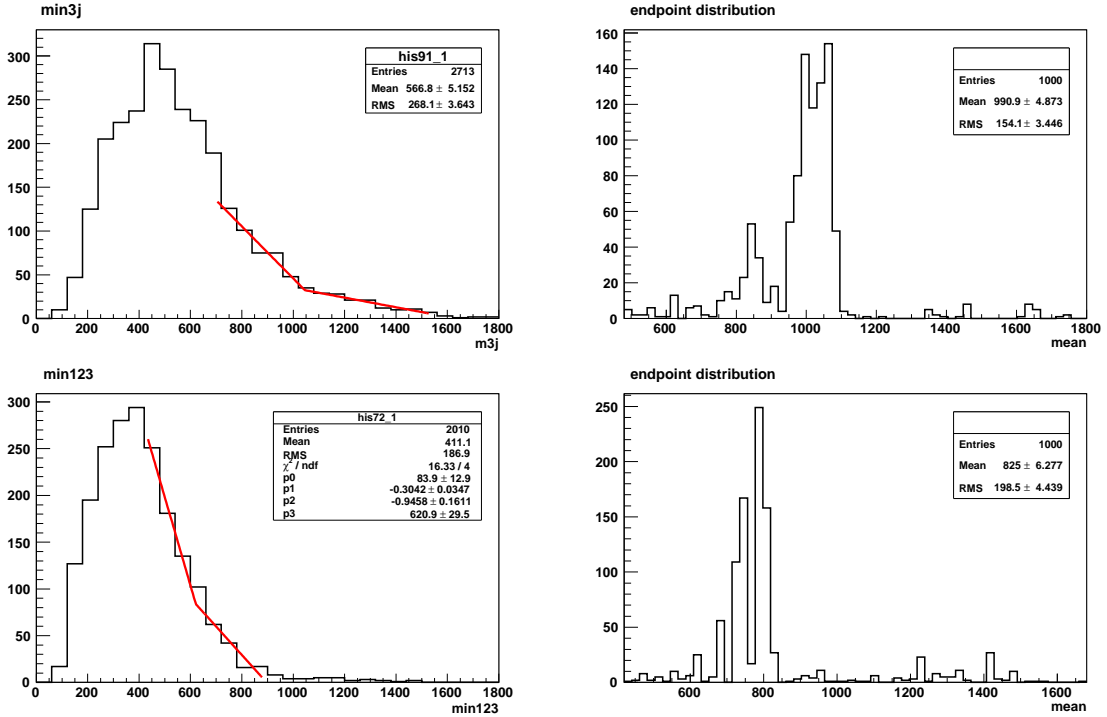 min3j
his91_1
Entries 2713
Mean 566.8 ± 5.152
RMS 268.1 ± 3.643
300
250
200
150
100
50
0
0 200 400 600 800 1000 1200 1400 1600 1800
m3j
endpoint distribution
Entries 1000
Mean 990.9 ± 4.873
RMS 154.1 ± 3.446
160
140
120
100
80
60
40
20
0
600 800 1000 1200 1400 1600 1800
mean
min123
his72_1
Entries 2010
Mean 411.1
RMS 186.9
χ² / ndf 16.33 / 4
p0 83.9 ± 12.9
p1 -0.3042 ± 0.0347
p2 -0.9458 ± 0.1611
p3 620.9 ± 29.5
300
250
200
150
100
50
0
0 200 400 600 800 1000 1200 1400 1600 1800
min123
endpoint distribution
Entries 1000
Mean 825 ± 6.277
RMS 198.5 ± 4.439
250
200
150
100
50
0
600 800 1000 1200 1400 1600
mean